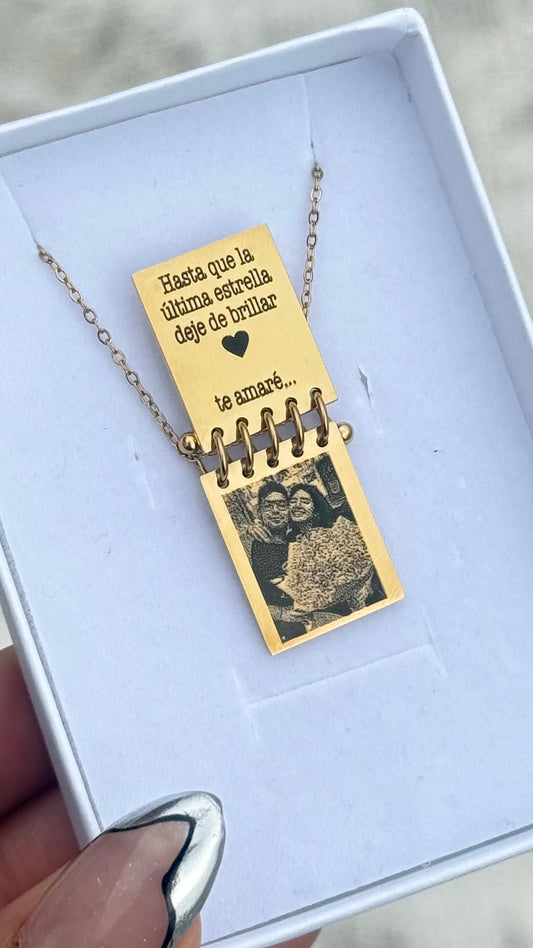 Hasta que la
última estrella
deje de brillar
te amaré...